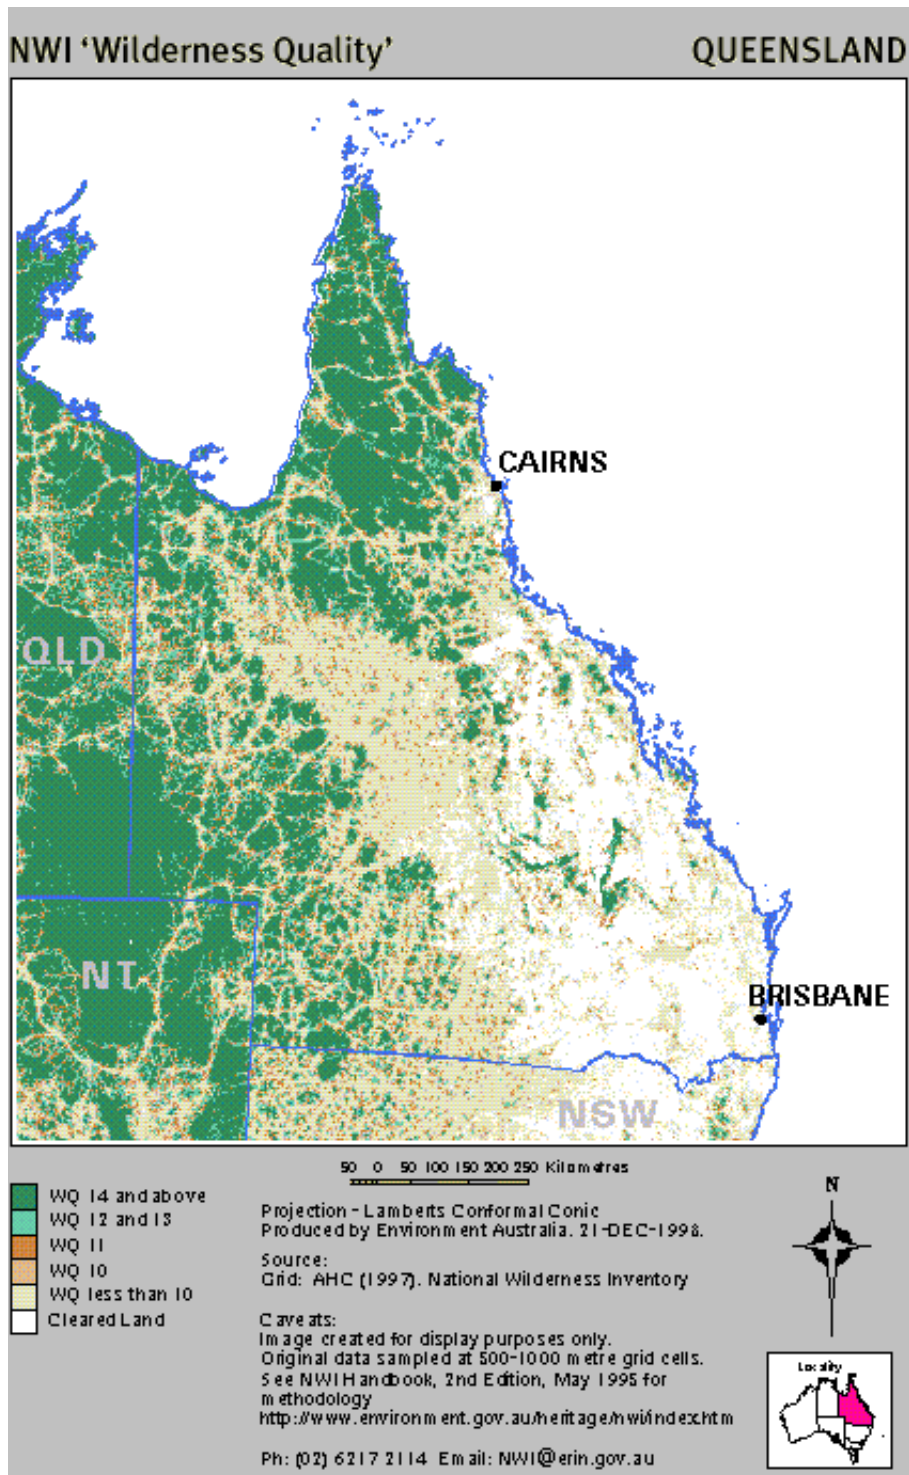 NWI ‘Wilderness Quality’ QUEENSLAND
CAIRNS
QLD
NT
BRISBANE
NSW
50 0 50 100 150 200 250 Kilometres
WQ 14 and above
WQ 12 and 13
WQ 11
WQ 10
WQ less than 10
Cleared Land
Projection - Lamberts Conformal Conic
Produced by Environment Australia. 21-DEC-1998.
Source:
Grid: AHC (1997). National Wilderness Inventory
Caveats:
Image created for display purposes only.
Original data sampled at 500-1000 metre grid cells.
See NWI Handbook, 2nd Edition, May 1995 for
methodology
http://www.environment.gov.au/heritage/nwi/index.htm
Ph: (02) 6217 2114 Email: NWI@erin.gov.au
N
Locality